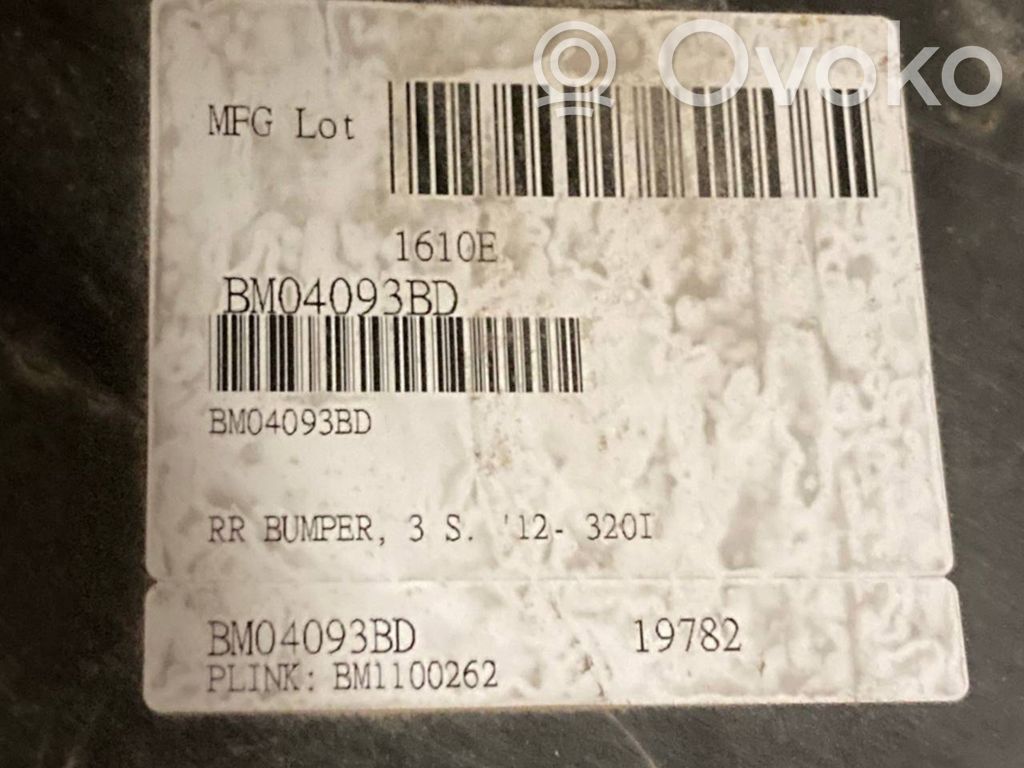 Ovoko
MFG Lot
1610E
BM04093BD
BM04093BD
RR BUMPER, 3 S. '12- 320I
BM04093BD 19782
PLINK: BM1100262